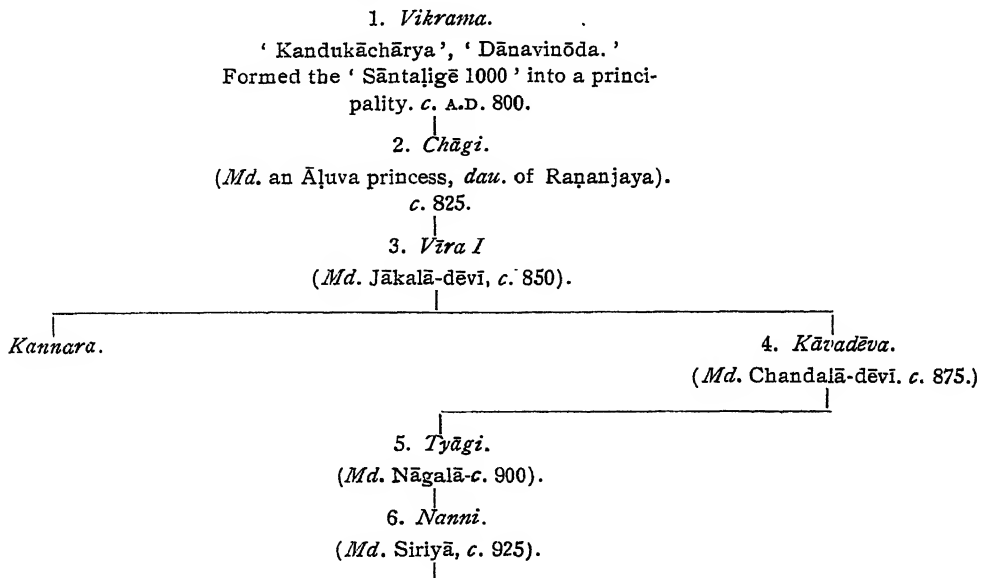 1. Vikrama.
‘ Kandukāchārya ’, ‘ Dānavinōda. ’
Formed the ‘ Sāntaḷigē 1000 ’ into a princi-
pality. c. A.D. 800.
2. Chāgi.
(Md. an Āḷuva princess, dau. of Raṇanjaya).
c. 825.
3. Vīra I
(Md. Jākalā-dēvī, c. 850).
Kannara.
4. Kāvadēva.
(Md. Chandalā-dēvī. c. 875.)
5. Tyāgi.
(Md. Nāgalā-c. 900).
6. Nanni.
(Md. Siriyā, c. 925).